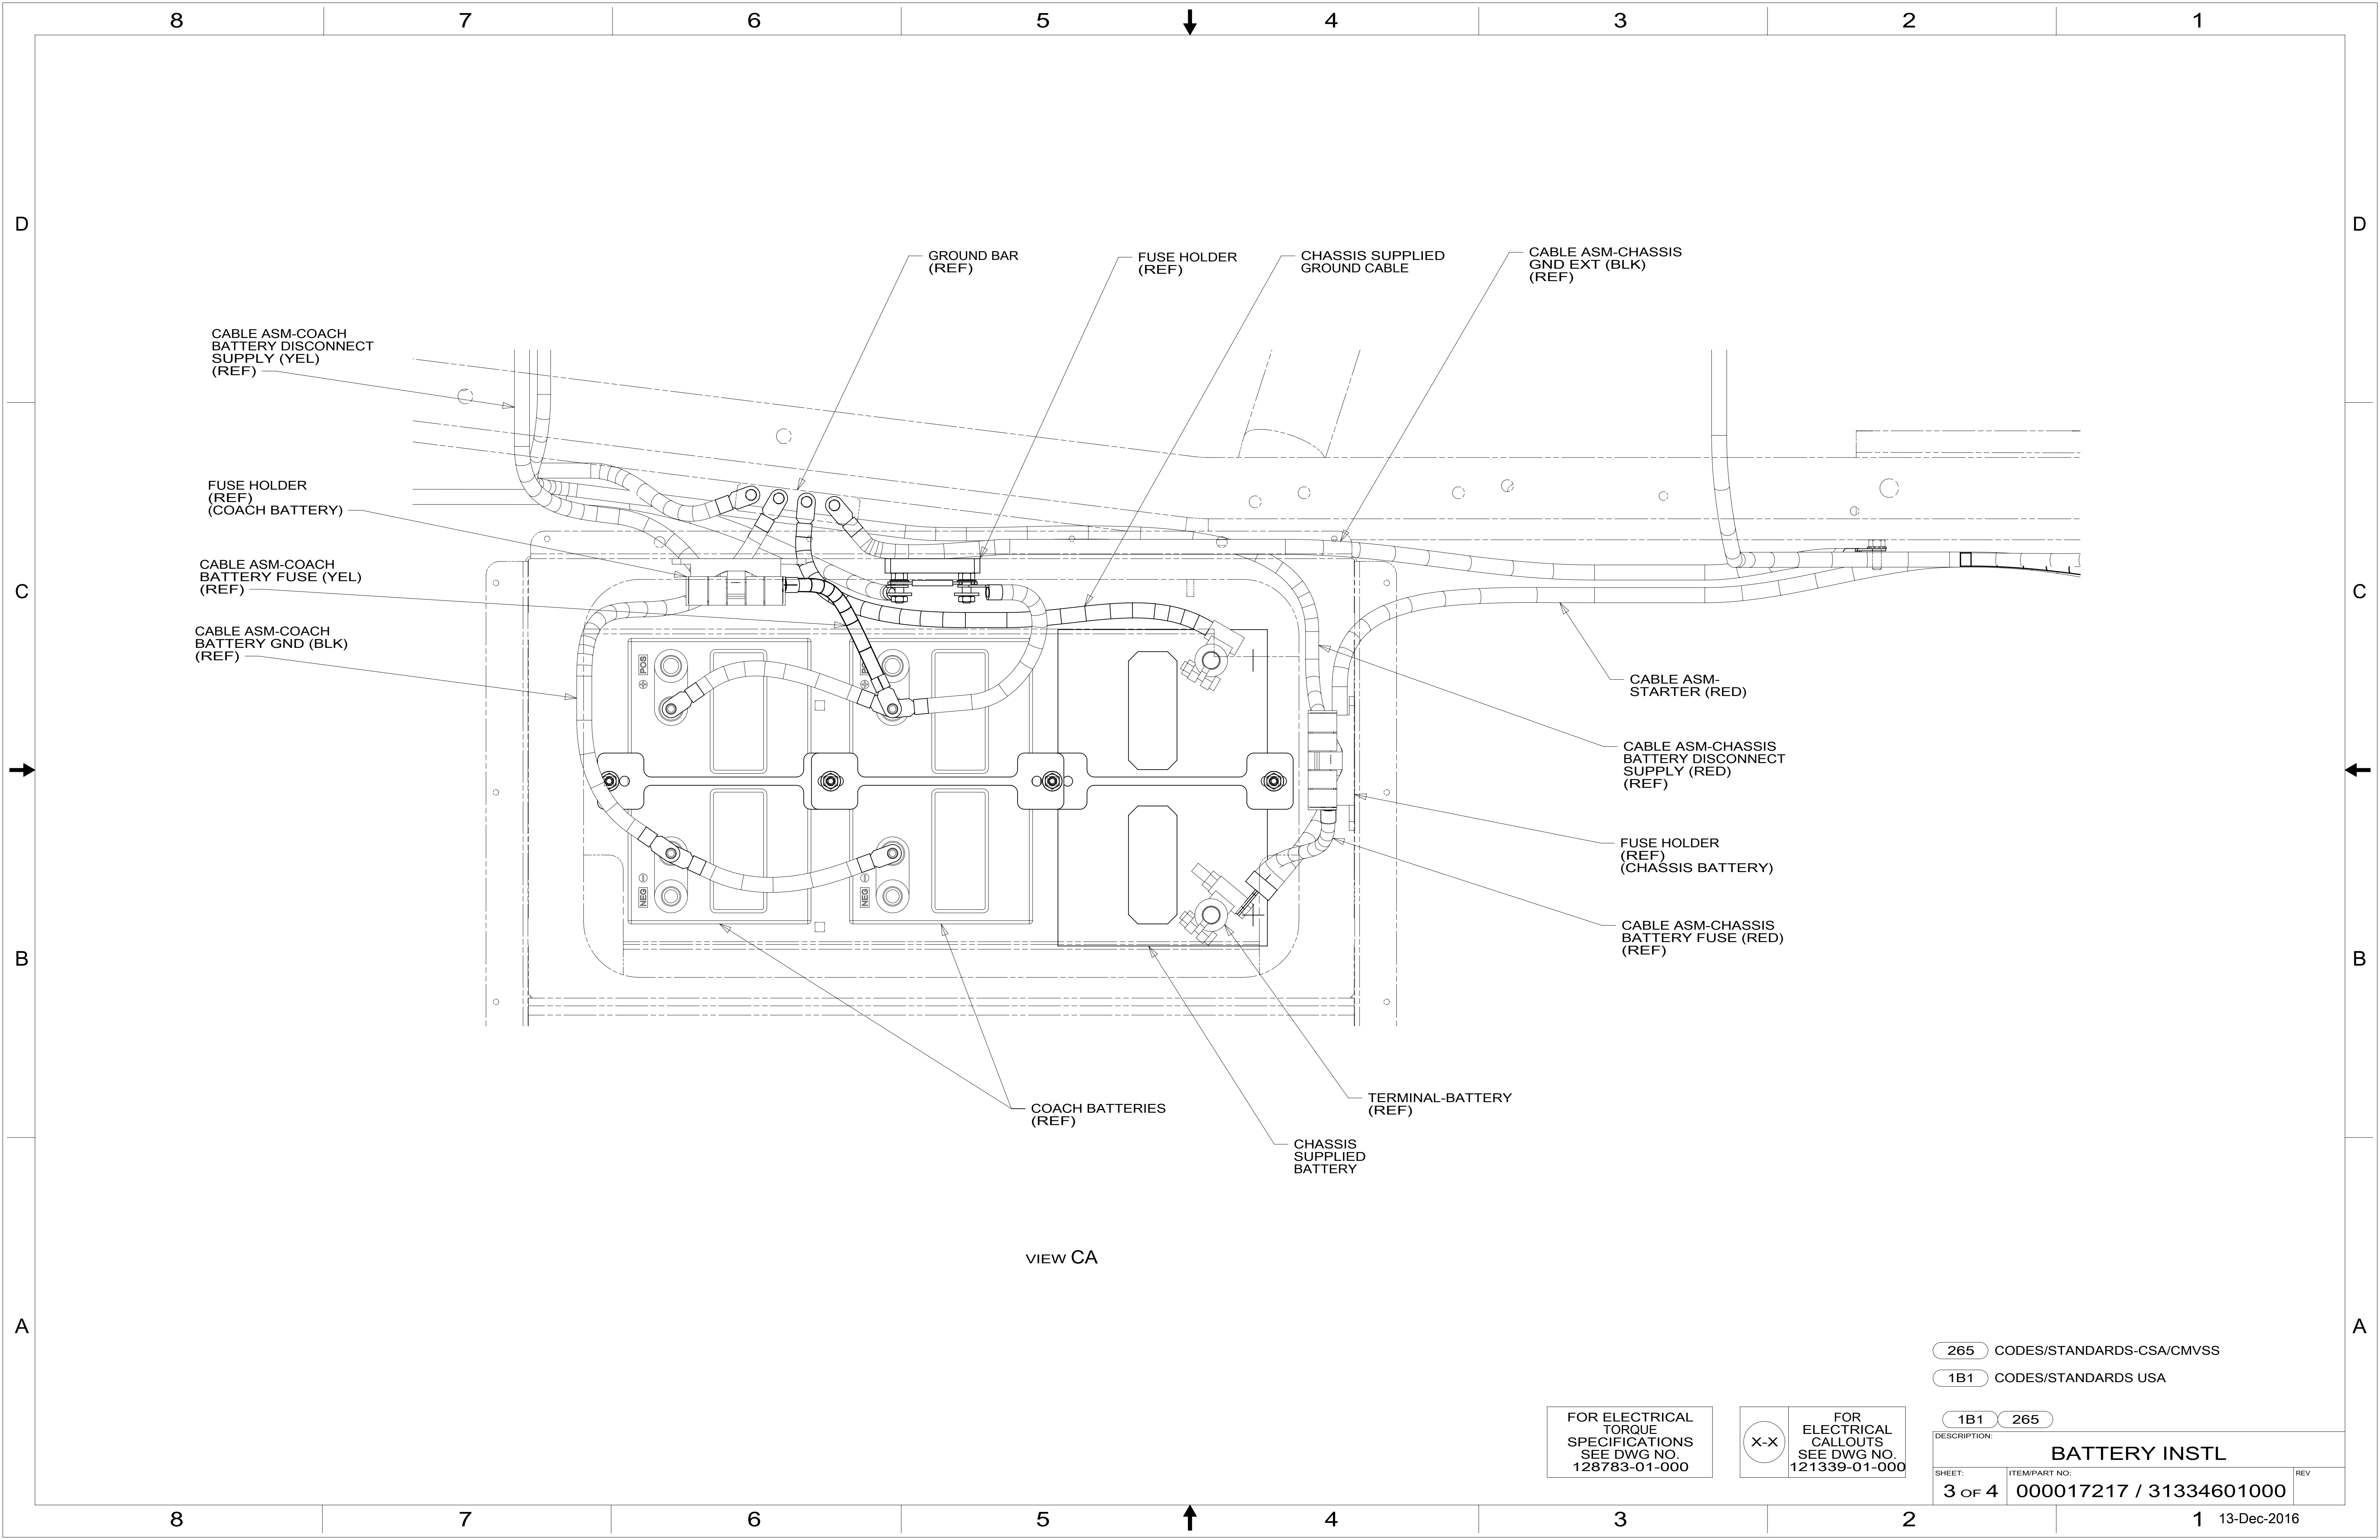 8 7 6 5 4 3 2 1
D D
GROUND BAR
(REF)
FUSE HOLDER
(REF)
CHASSIS SUPPLIED
GROUND CABLE
CABLE ASM-CHASSIS
GND EXT (BLK)
(REF)
CABLE ASM-COACH
BATTERY DISCONNECT
SUPPLY (YEL)
(REF)
FUSE HOLDER
(REF)
(COACH BATTERY)
CABLE ASM-COACH
BATTERY FUSE (YEL)
(REF)
C C
CABLE ASM-COACH
BATTERY GND (BLK)
(REF)
POS
CABLE ASM-
STARTER (RED)
CABLE ASM-CHASSIS
BATTERY DISCONNECT
SUPPLY (RED)
(REF)
FUSE HOLDER
(REF)
(CHASSIS BATTERY)
NEG
NEG
CABLE ASM-CHASSIS
BATTERY FUSE (RED)
(REF)
B B
COACH BATTERIES
(REF)
TERMINAL-BATTERY
(REF)
CHASSIS
SUPPLIED
BATTERY
VIEW CA
A A
265 CODES/STANDARDS-CSA/CMVSS
1B1 CODES/STANDARDS USA
FOR ELECTRICAL
TORQUE
SPECIFICATIONS
SEE DWG NO.
128783-01-000
X-X
FOR
ELECTRICAL
CALLOUTS
SEE DWG NO.
121339-01-000
1B1 265
DESCRIPTION:
BATTERY INSTL
SHEET:
3 OF 4
ITEM/PART NO:
000017217 / 31334601000
REV
8 7 6 5 4 3 2 1
13-Dec-2016